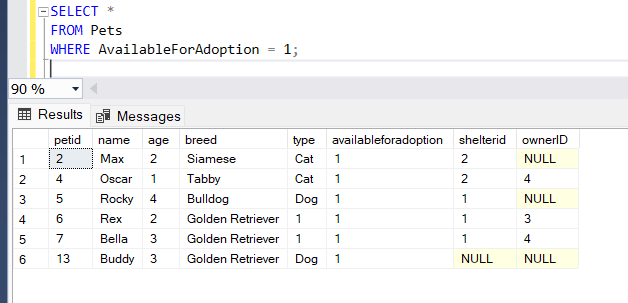 SELECT *
FROM Pets
WHERE AvailableForAdoption = 1;
90 %
Results Messages
petid name age breed type availableforadoption shelterid ownerID
1 2 Max 2 Siamese Cat 1 2 NULL
2 4 Oscar 1 Tabby Cat 1 2 4
3 5 Rocky 4 Bulldog Dog 1 1 NULL
4 6 Rex 2 Golden Retriever 1 1 1 3
5 7 Bella 3 Golden Retriever 1 1 1 4
6 13 Buddy 3 Golden Retriever Dog 1 NULL NULL